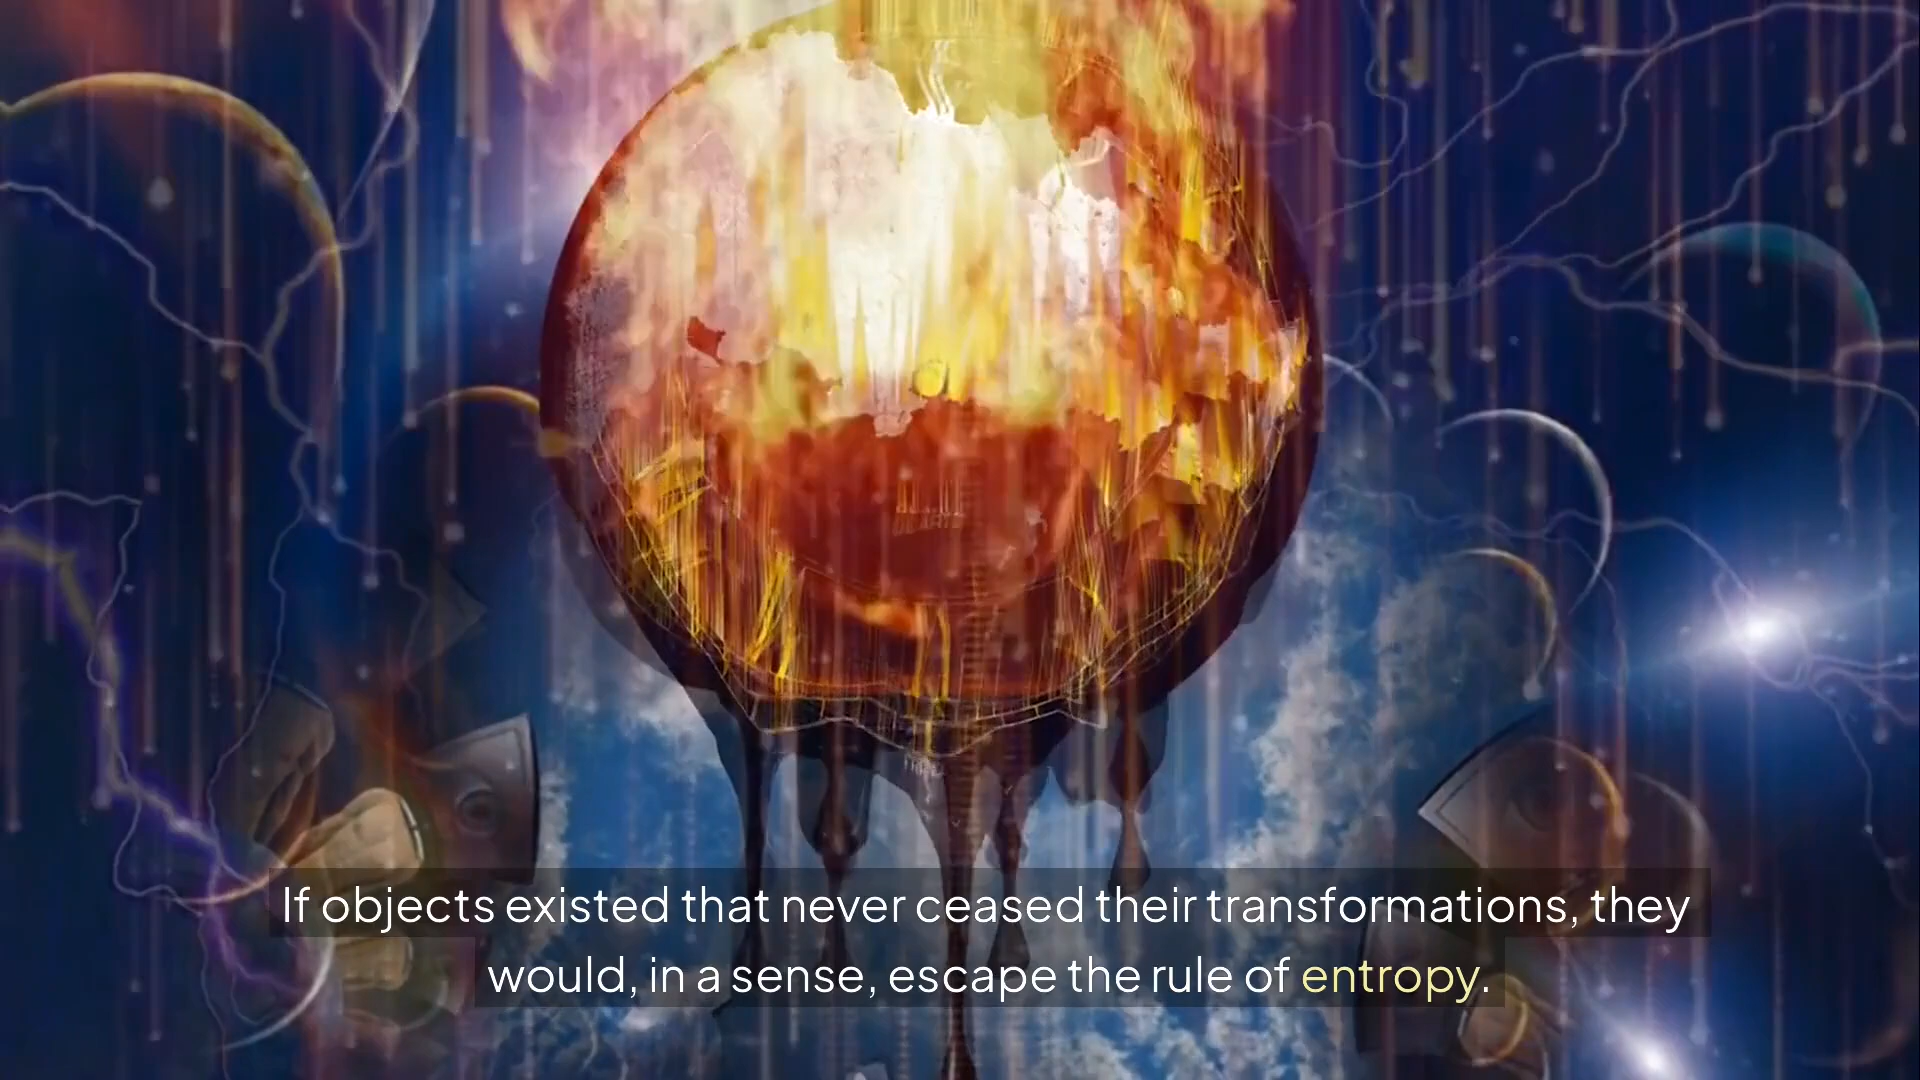 If objects existed that never ceased their transformations, they
would, in a sense, escape the rule of entropy.